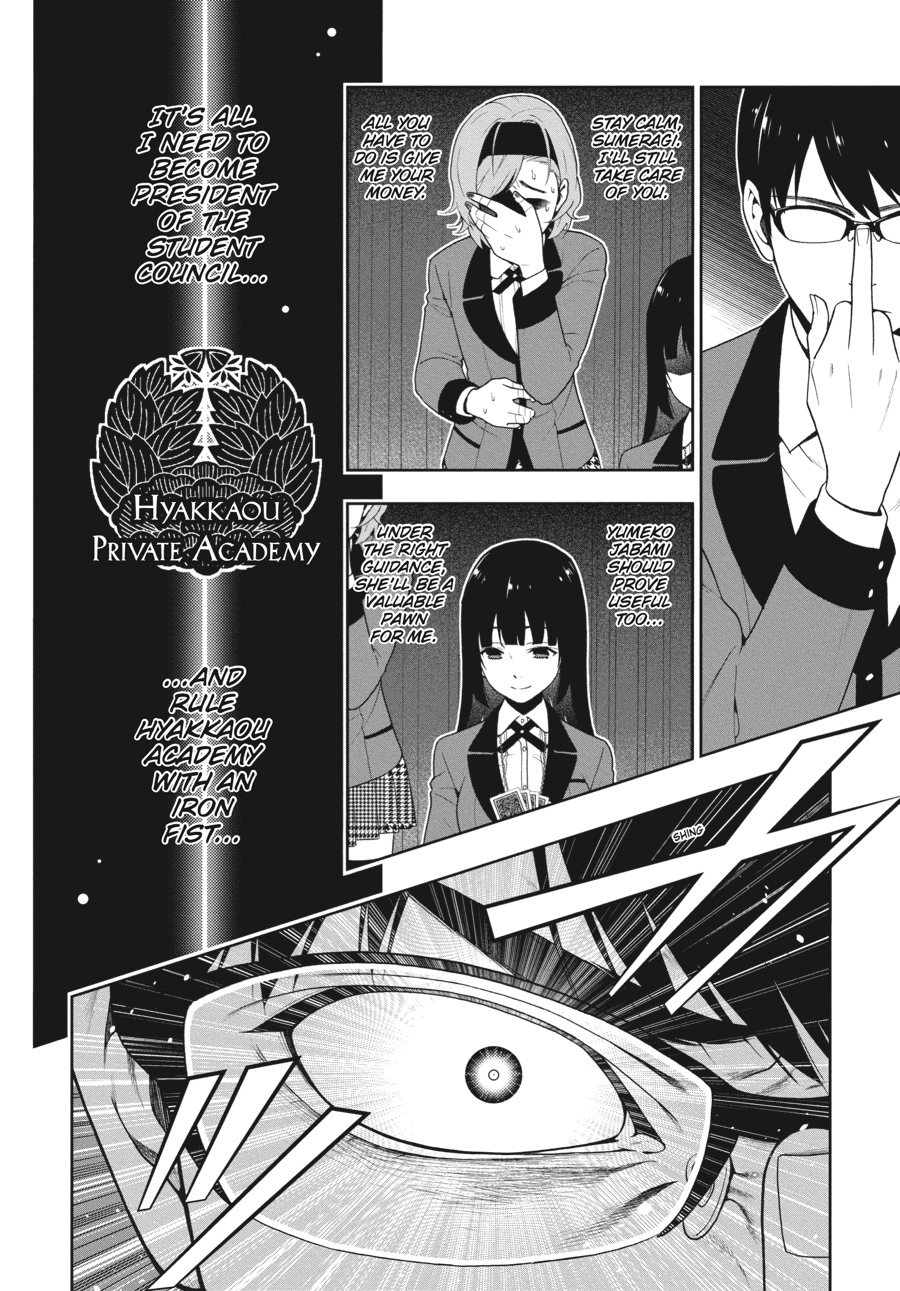 STAY CALM,
SUMERAGI.
I'LL STILL
TAKE CARE
OF YOU.
ALL YOU
HAVE TO
DO IS GIVE
ME YOUR
MONEY.
YUMEKO
JABAMI
SHOULD
PROVE
USEFUL
TOO...
UNDER
THE RIGHT
GUIDANCE,
SHE'LL BE A
VALUABLE
PAWN
FOR ME.
IT'S ALL
I NEED TO
BECOME
PRESIDENT
OF THE
STUDENT
COUNCIL...
HYAKKAOU
PRIVATE ACADEMY
...AND
RULE
HYAKKAOU
ACADEMY
WITH AN
IRON
FIST...
SHING
メ